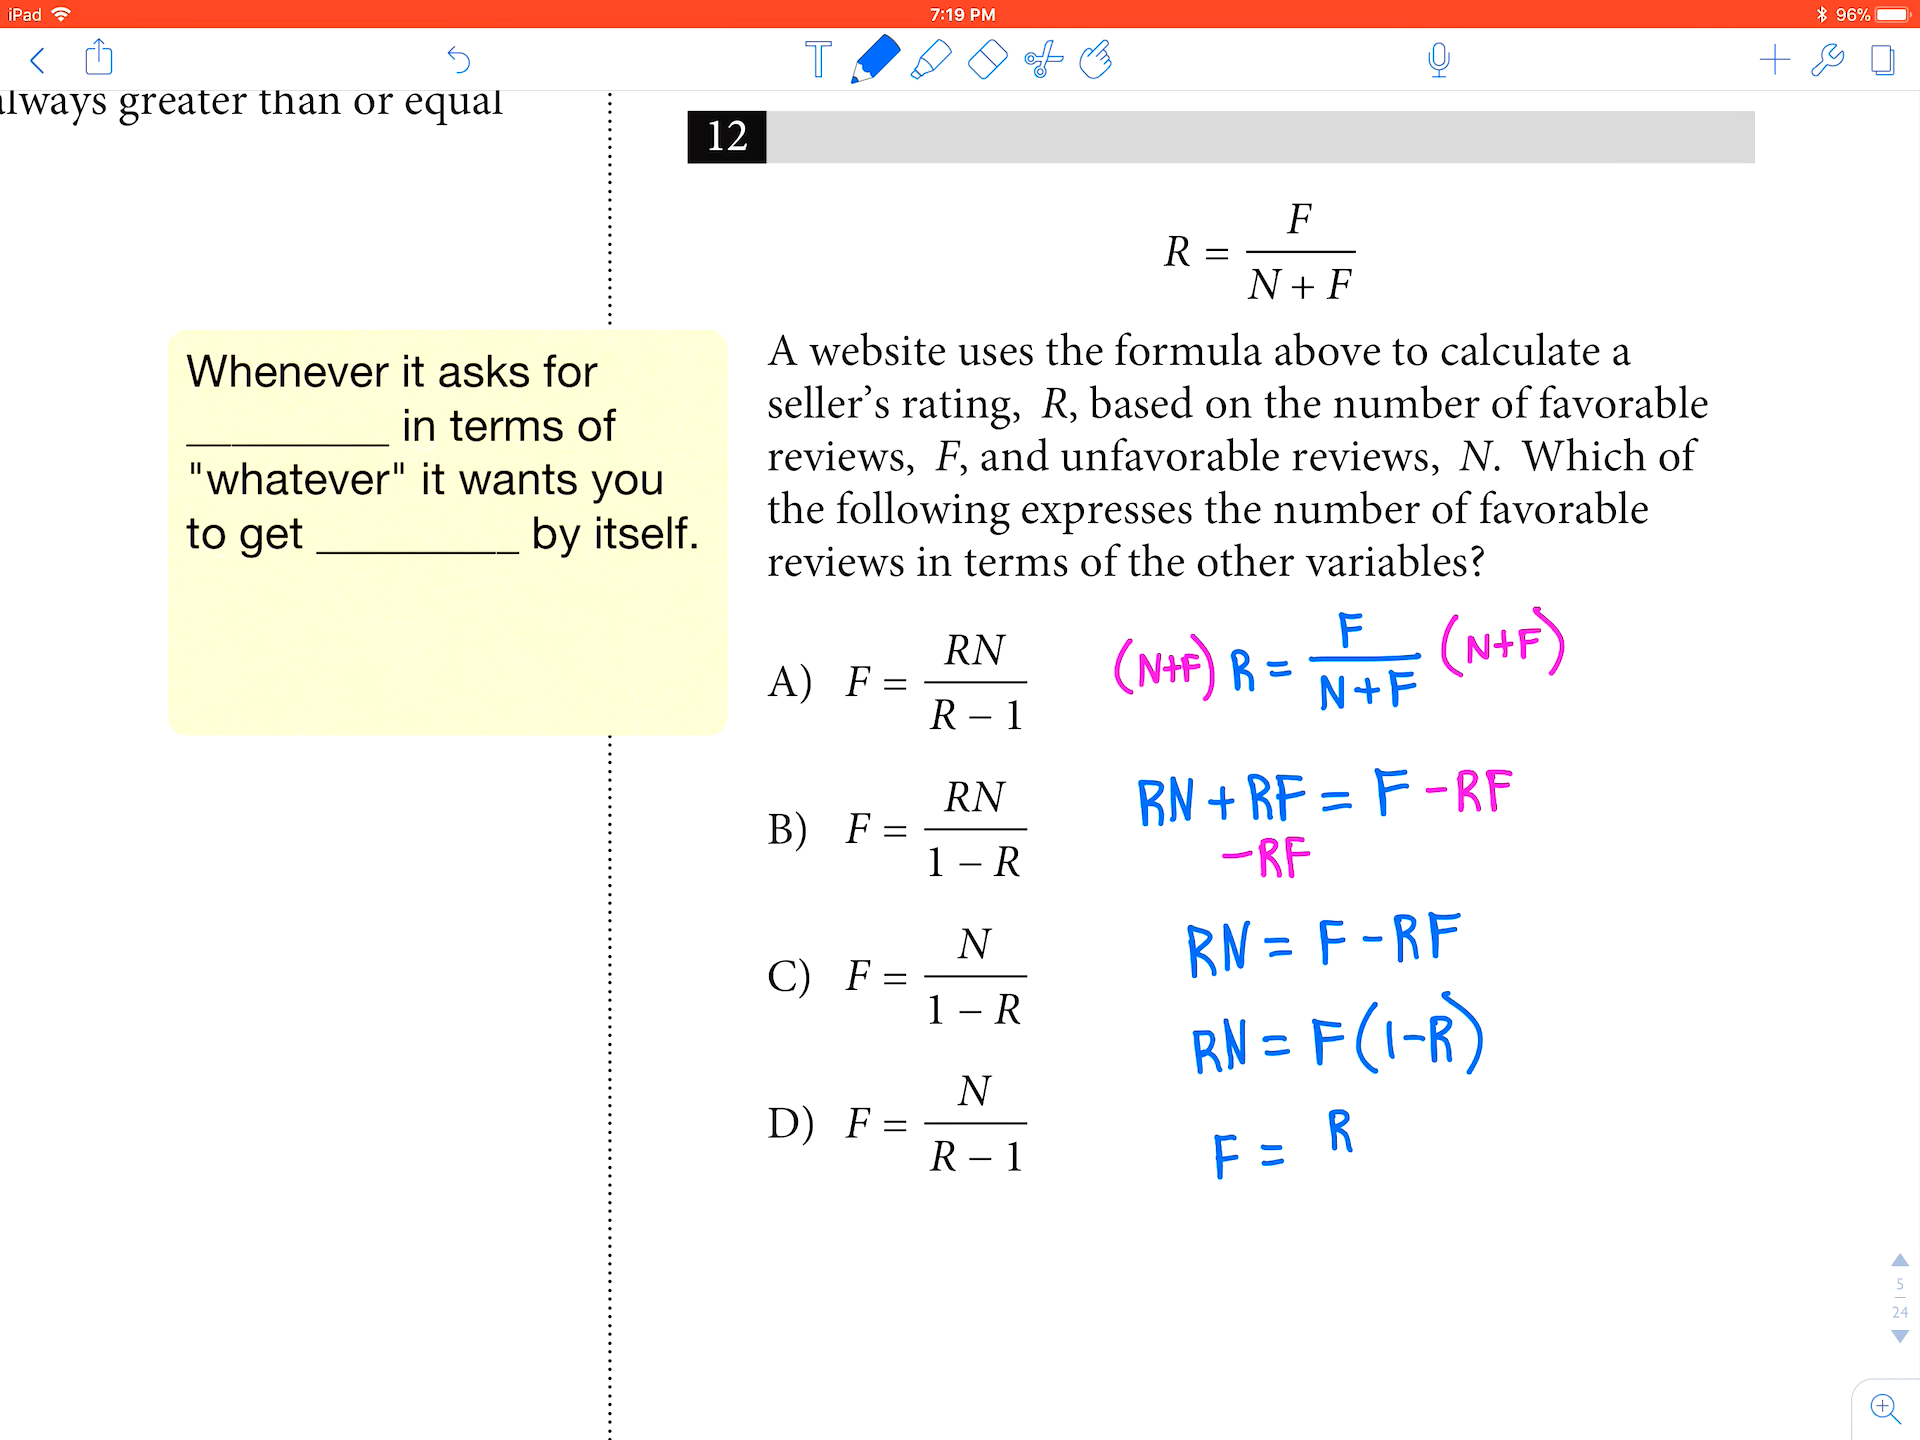 iPad 7:19 PM 96%
T
always greater than or equal
12
R = F / (N + F)
Whenever it asks for
_________ in terms of
"whatever" it wants you
to get _________ by itself.
A website uses the formula above to calculate a
seller's rating, R, based on the number of favorable
reviews, F, and unfavorable reviews, N. Which of
the following expresses the number of favorable
reviews in terms of the other variables?
A) F = RN / (R – 1)
B) F = RN / (1 – R)
C) F = N / (1 – R)
D) F = N / (R – 1)
(N+F) R = F / (N+F) (N+F)
RN + RF = F -RF
-RF
RN = F - RF
RN = F (1-R)
F = R
5
24